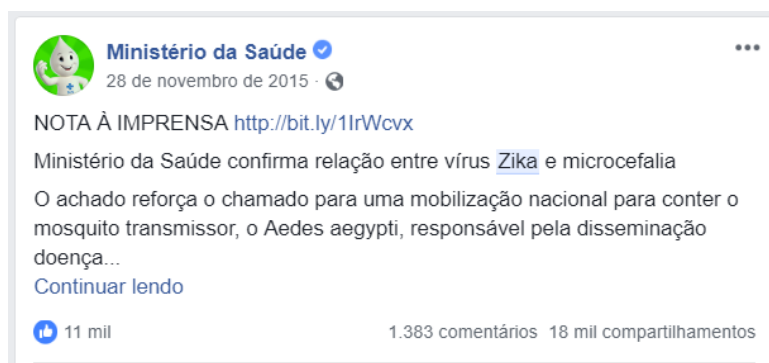 Ministério da Saúde
28 de novembro de 2015 ·
NOTA À IMPRENSA http://bit.ly/1IrWcvx
Ministério da Saúde confirma relação entre vírus Zika e microcefalia
O achado reforça o chamado para uma mobilização nacional para conter o
mosquito transmissor, o Aedes aegypti, responsável pela disseminação
doença...
Continuar lendo
11 mil 1.383 comentários 18 mil compartilhamentos